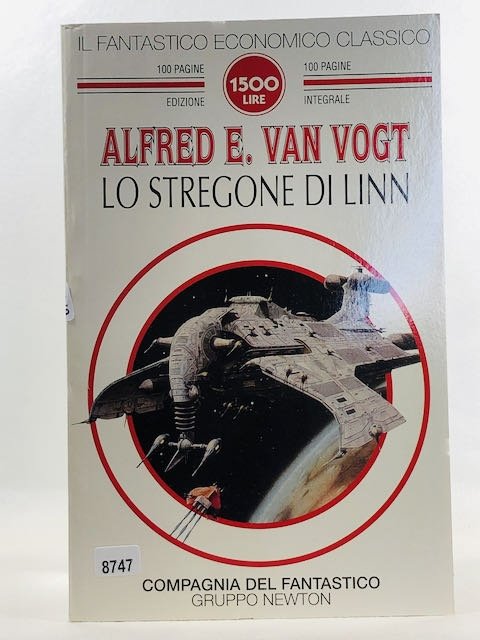 IL FANTASTICO ECONOMICO CLASSICO
100 PAGINE
EDIZIONE
1500
LIRE
100 PAGINE
INTEGRALE
ALFRED E. VAN VOGT
LO STREGONE DI LINN
8747
COMPAGNIA DEL FANTASTICO
GRUPPO NEWTON